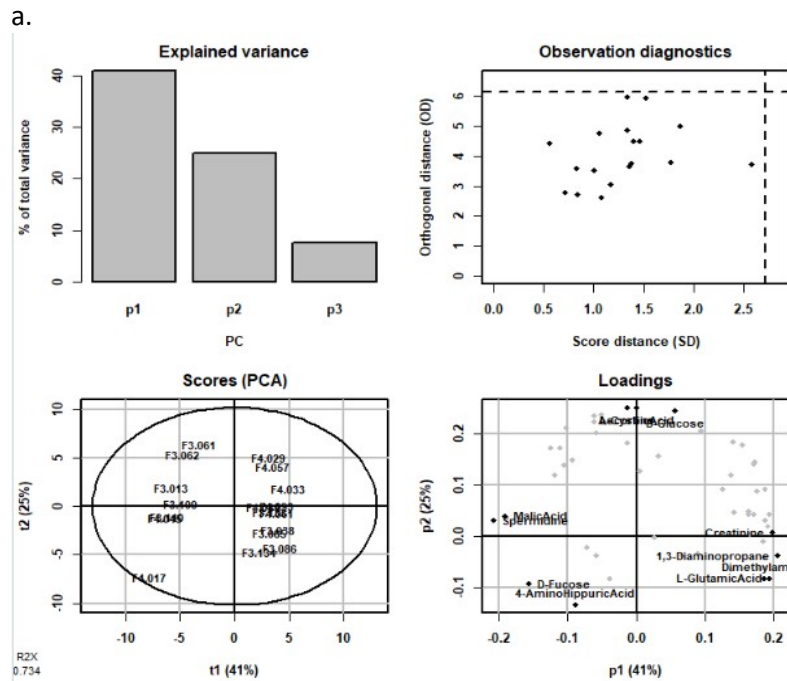 a.
Explained variance
% of total variance
40
30
20
10
0
p1 p2 p3
PC
Observation diagnostics
Orthogonal distance (OD)
6
5
4
3
2
1
0
0.0 0.5 1.0 1.5 2.0 2.5
Score distance (SD)
Scores (PCA)
t2 (25%)
10
5
0
-5
-10
F3.061
F3.062
F4.029
F4.057
F3.013
F4.033
F3.100
F3.086
F3.131
F4.017
-10 -5 0 5 10
t1 (41%)
R2X
0.734
Loadings
p2 (25%)
0.2
0.1
0.0
-0.1
MalicAcid
Spermidine
Creatinine
1,3-Diaminopropane
Dimethylam
L-GlutamicAcid
D-Fucose
4-AminoHippuricAcid
-0.2 -0.1 0.0 0.1 0.2
p1 (41%)